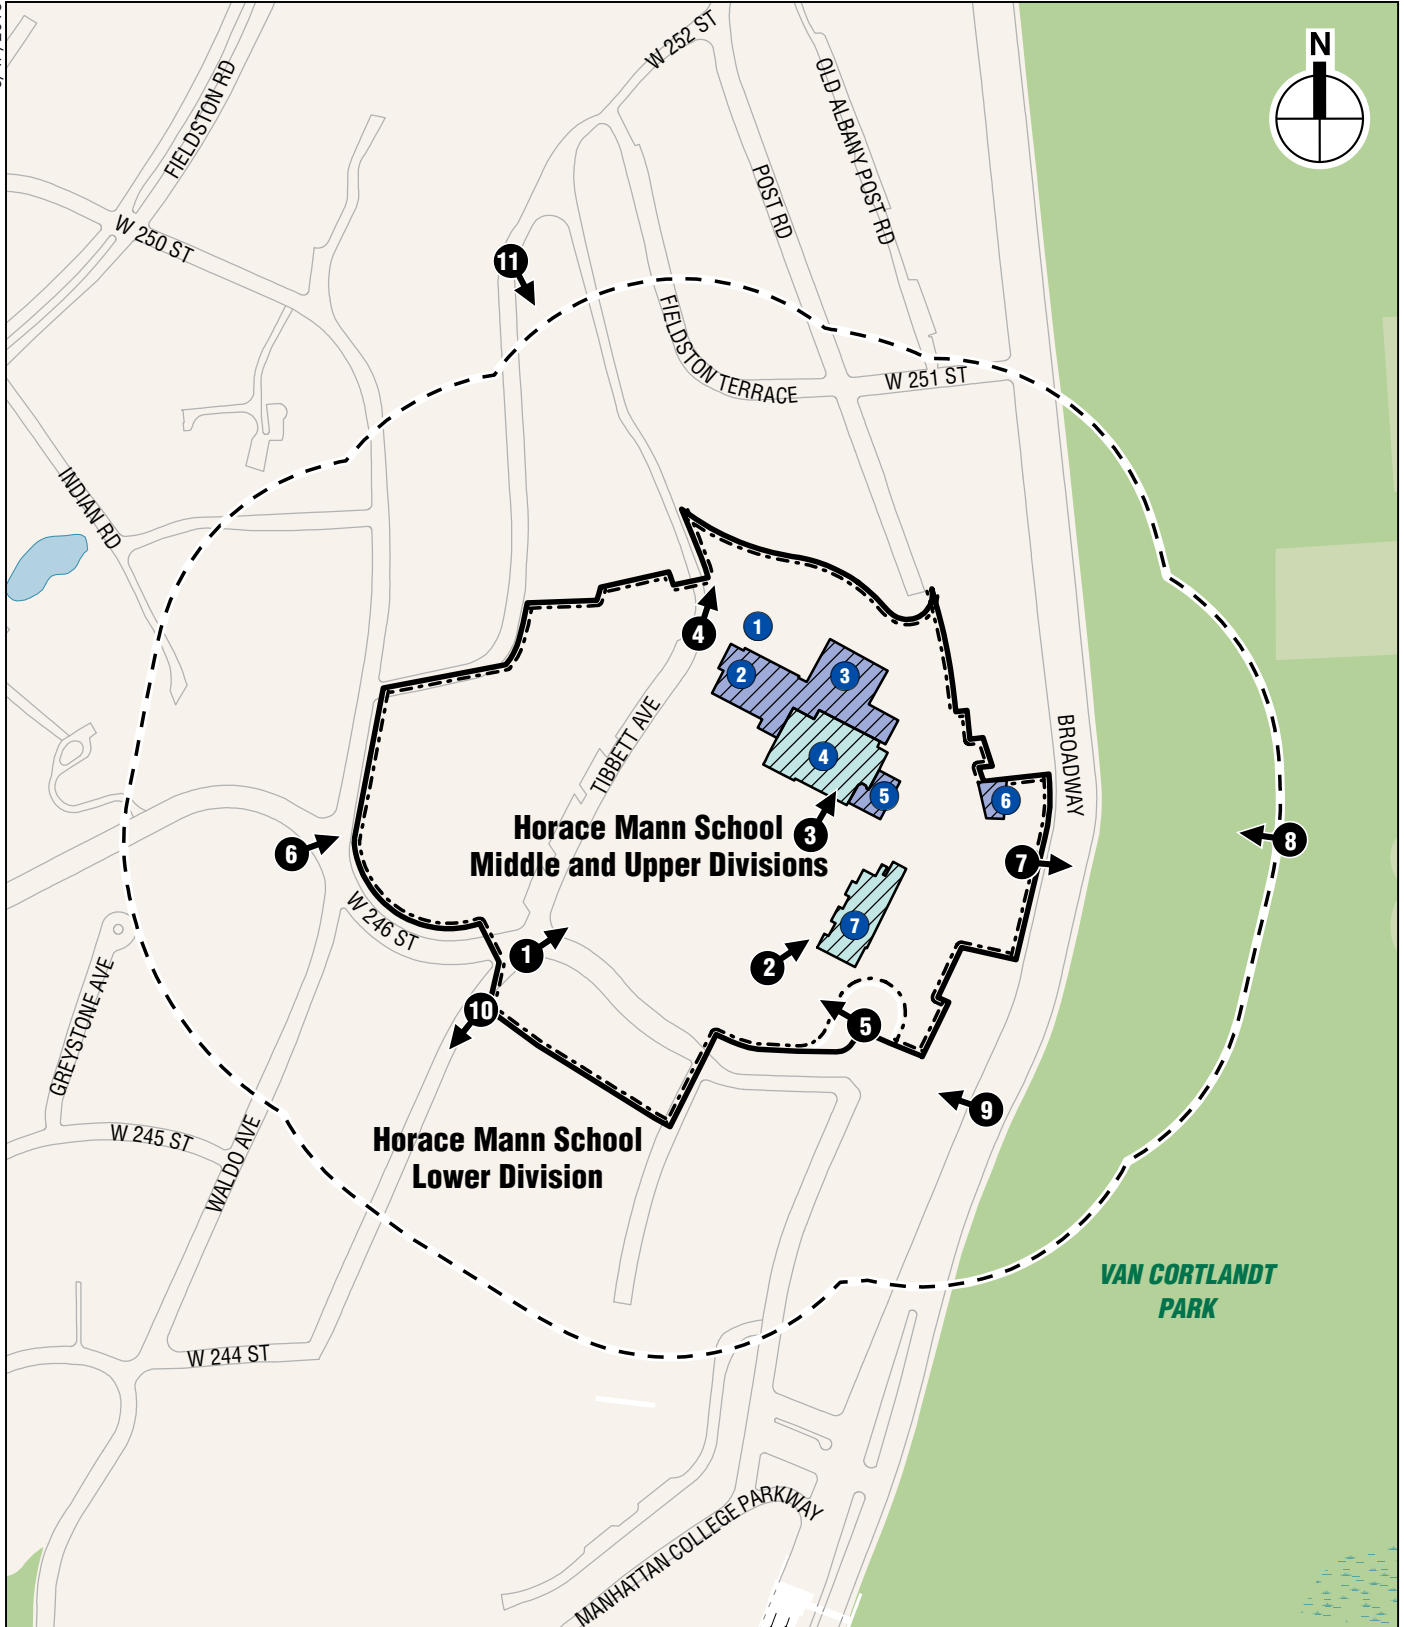 N
W 252 ST
FIELDSTON RD
OLD ALBANY POST RD
POST RD
W 250 ST
11
FIELDSTON TERRACE
W 251 ST
INDIAN RD
1
4
2
3
TIBBETT AVE
BROADWAY
4
5
6
Horace Mann School
Middle and Upper Divisions
3
6
7
8
W 246 ST
7
1
2
10
5
GREYSTONE AVE
9
W 245 ST
Horace Mann School
Lower Division
WALDO AVE
VAN CORTLANDT
PARK
W 244 ST
MANHATTAN COLLEGE PARKWAY